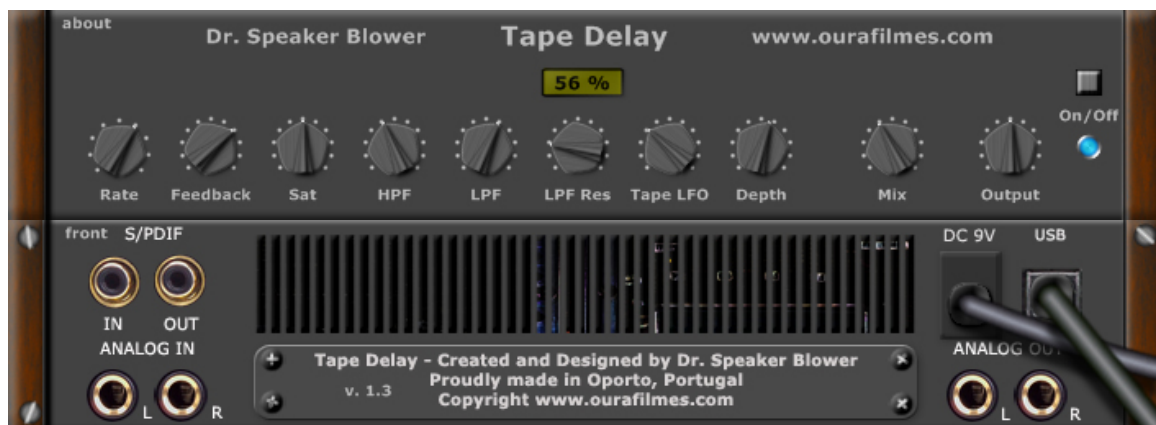 about
Dr. Speaker Blower Tape Delay www.ourafilmes.com
56 %
On/Off
Rate Feedback Sat HPF LPF LPF Res Tape LFO Depth Mix Output
front S/PDIF DC 9V USB
IN OUT
ANALOG IN ANALOG OUT
Tape Delay - Created and Designed by Dr. Speaker Blower
Proudly made in Oporto, Portugal
v. 1.3
Copyright www.ourafilmes.com
L R L R